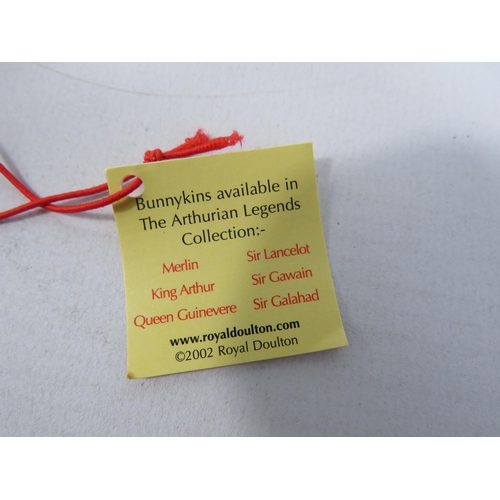 Bunnykins available in
The Arthurian Legends
Collection:-
Merlin Sir Lancelot
King Arthur Sir Gawain
Queen Guinevere Sir Galahad
www.royaldoulton.com
©2002 Royal Doulton